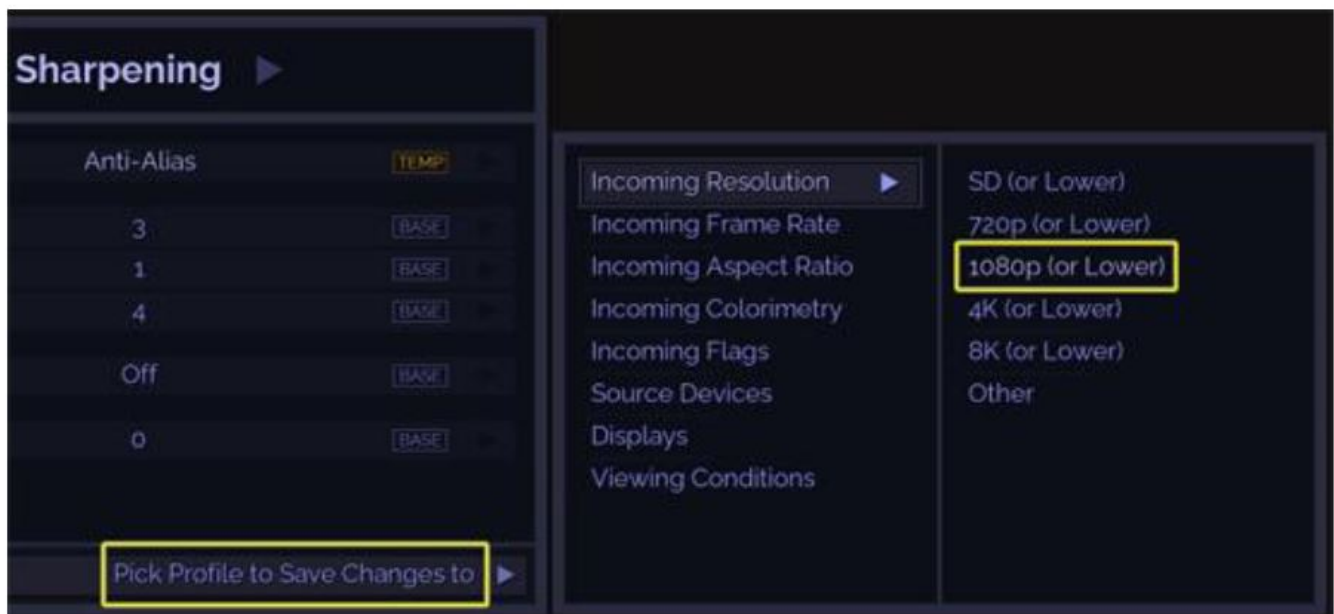 Sharpening
Anti-Alias TEMP
3 BASE
1 BASE
4 BASE
Off BASE
0 BASE
Pick Profile to Save Changes to
Incoming Resolution
Incoming Frame Rate
Incoming Aspect Ratio
Incoming Colorimetry
Incoming Flags
Source Devices
Displays
Viewing Conditions
SD (or Lower)
720p (or Lower)
1080p (or Lower)
4K (or Lower)
8K (or Lower)
Other